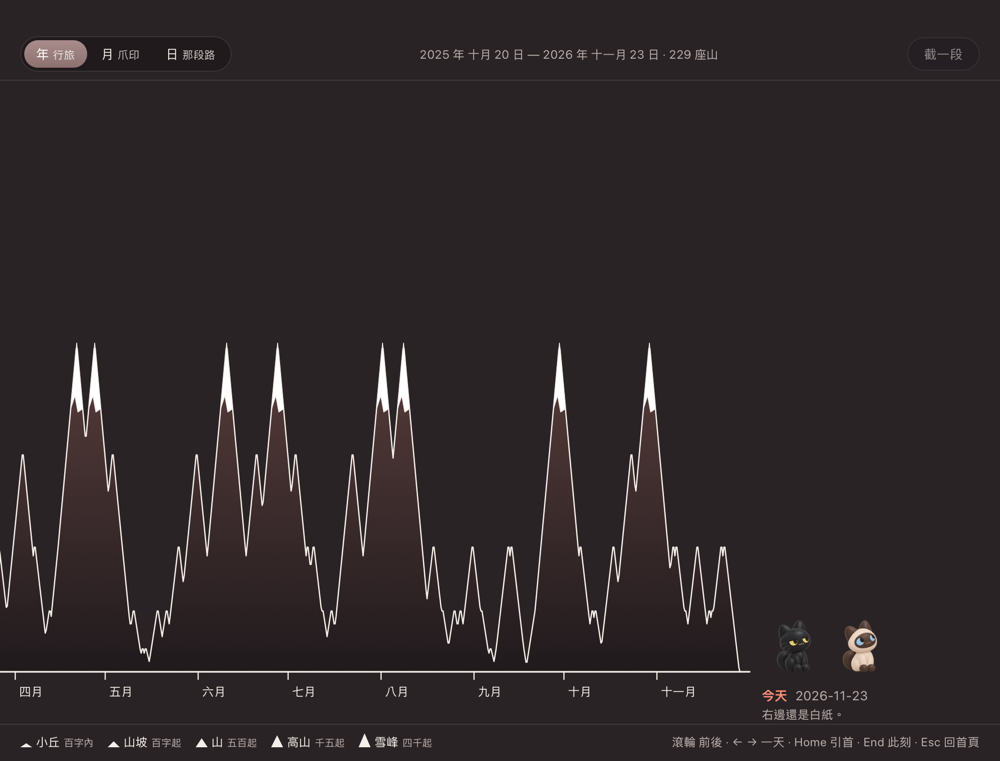 年 行旅 月 爪印 日 那段路
2025 年 十月 20 日 — 2026 年 十一月 23 日 · 229 座山
截一段
四月 五月 六月 七月 八月 九月 十月 十一月
今天 2026-11-23
右邊還是白紙。
小丘 百字內 山坡 百字起 山 五百起 高山 千五起 雪峰 四千起
滾輪 前後 · ← → 一天 · Home 引首 · End 此刻 · Esc 回首頁